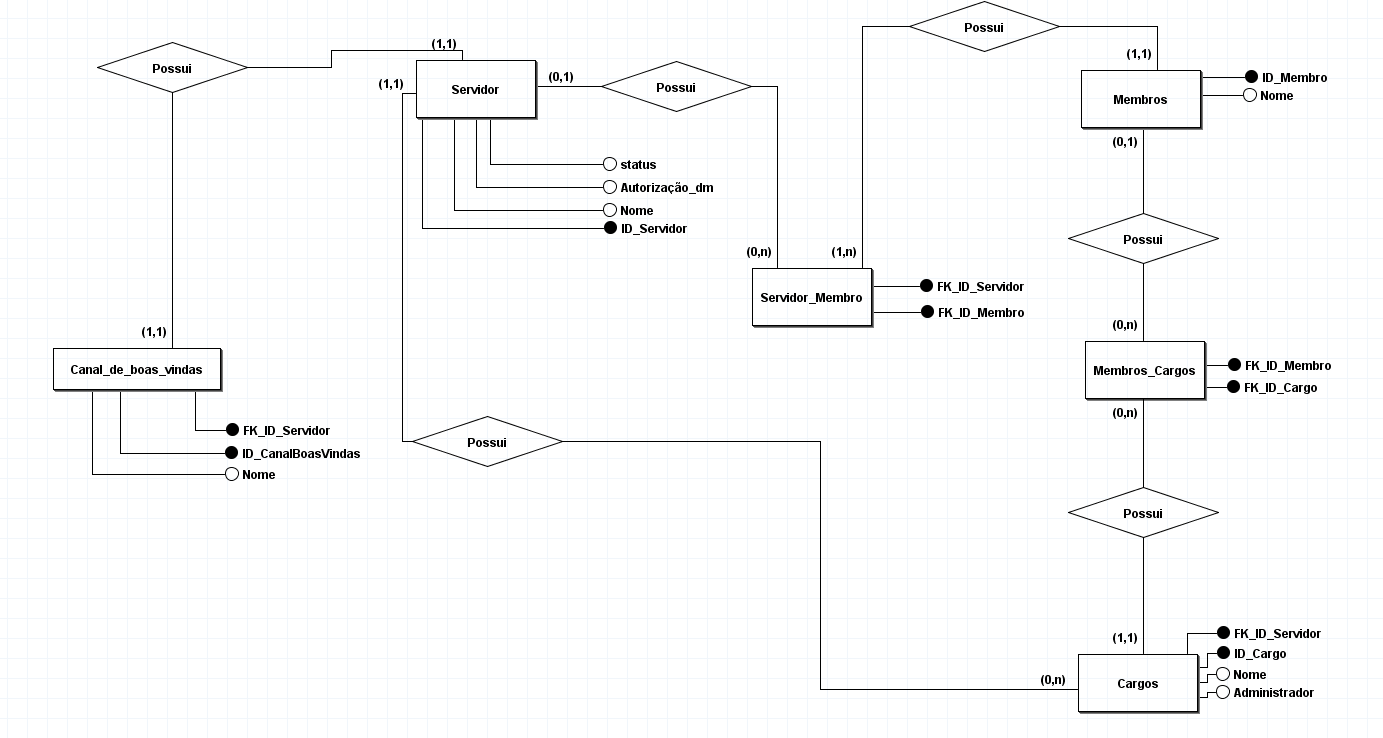 Possui
(1,1)
Possui
(1,1)
(1,1)
Servidor
(0,1)
Possui
(1,1)
Membros
ID_Membro
Nome
(0,1)
status
Autorização_dm
Nome
ID_Servidor
(0,n)
(1,n)
Possui
Servidor_Membro
FK_ID_Servidor
FK_ID_Membro
(1,1)
(0,n)
Canal_de_boas_vindas
Membros_Cargos
FK_ID_Membro
FK_ID_Cargo
(0,n)
FK_ID_Servidor
ID_CanalBoasVindas
Nome
Possui
Possui
(1,1)
FK_ID_Servidor
ID_Cargo
Nome
Administrador
(0,n)
Cargos